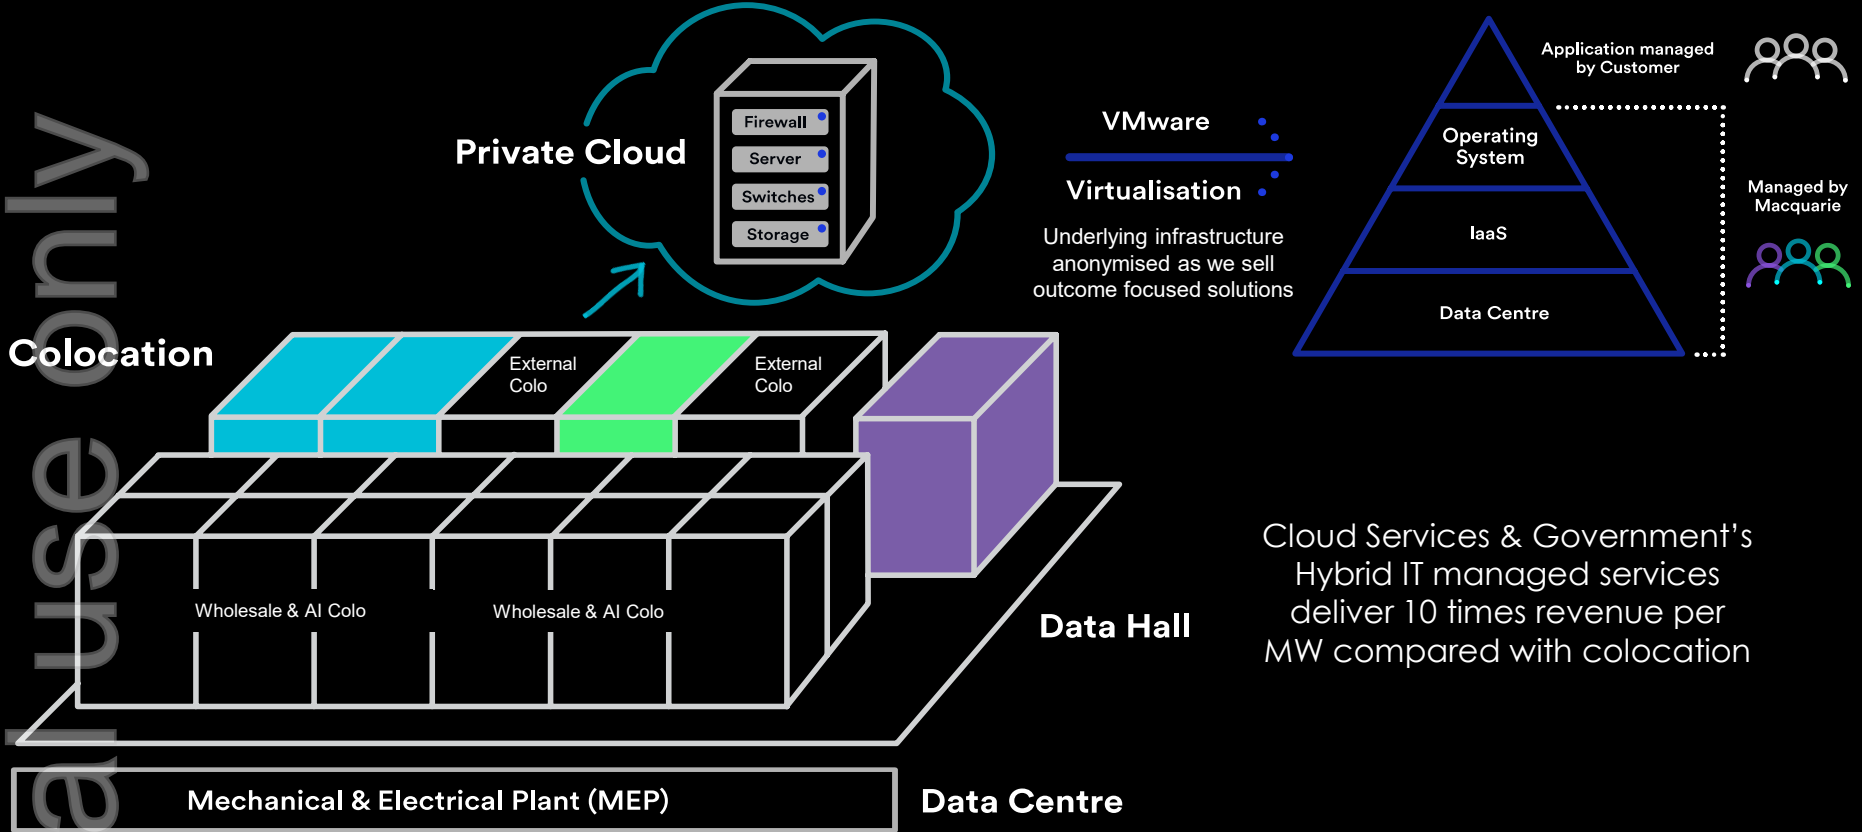 Private Cloud
Firewall
Server
Switches
Storage
VMware
Virtualisation
Underlying infrastructure
anonymised as we sell
outcome focused solutions
Application managed
by Customer
Operating
System
IaaS
Data Centre
Managed by
Macquarie
Colocation
External
Colo
External
Colo
Wholesale & AI Colo
Wholesale & AI Colo
Data Hall
Cloud Services & Government’s
Hybrid IT managed services
deliver 10 times revenue per
MW compared with colocation
Mechanical & Electrical Plant (MEP)
Data Centre
al use only